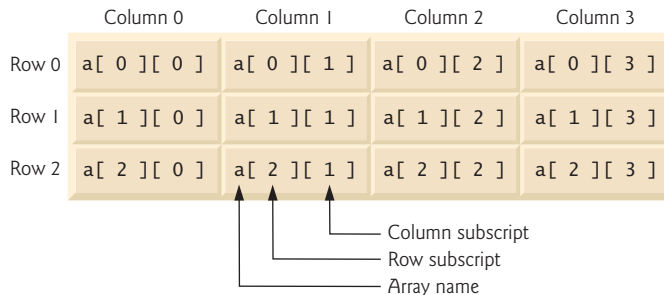 Column 0 Column 1 Column 2 Column 3
Row 0 a[ 0 ][ 0 ] a[ 0 ][ 1 ] a[ 0 ][ 2 ] a[ 0 ][ 3 ]
Row 1 a[ 1 ][ 0 ] a[ 1 ][ 1 ] a[ 1 ][ 2 ] a[ 1 ][ 3 ]
Row 2 a[ 2 ][ 0 ] a[ 2 ][ 1 ] a[ 2 ][ 2 ] a[ 2 ][ 3 ]
Column subscript
Row subscript
Array name